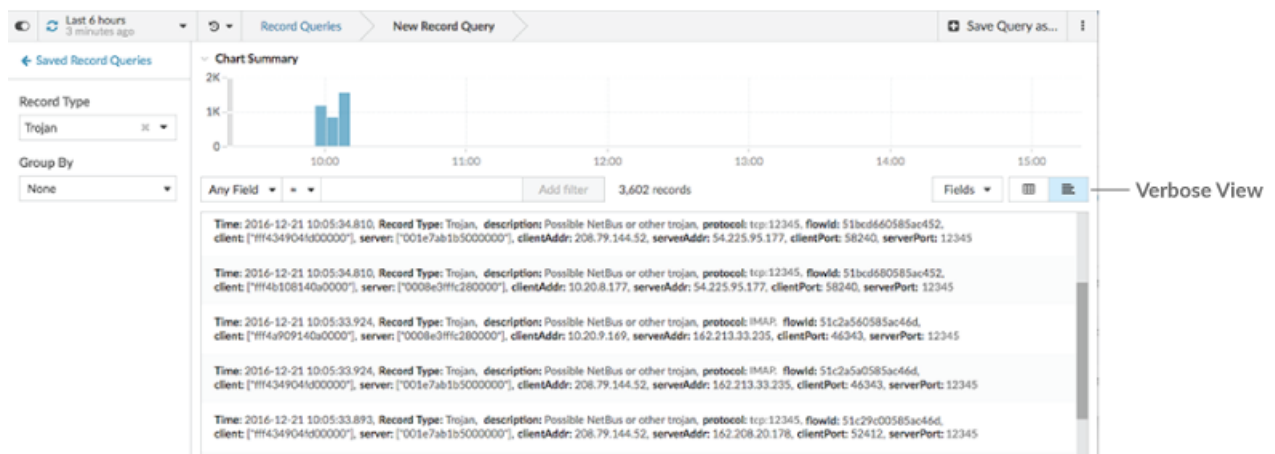 Last 6 hours
3 minutes ago
Record Queries
New Record Query
Save Query as...
Saved Record Queries
Chart Summary
2K
Record Type
1K
Trojan
0
10:00 11:00 12:00 13:00 14:00 15:00
Group By
None
Any Field = Add filter 3,602 records Fields
Verbose View
Time: 2016-12-21 10:05:34.810, Record Type: Trojan, description: Possible NetBus or other trojan, protocol: tcp:12345, flowId: 51bcd660585ac452,
client: ["fff434904fd00000"], server: ["001e7ab1b5000000"], clientAddr: 208.79.144.52, serverAddr: 54.225.95.177, clientPort: 58240, serverPort: 12345
Time: 2016-12-21 10:05:34.810, Record Type: Trojan, description: Possible NetBus or other trojan, protocol: tcp:12345, flowId: 51bcd680585ac452,
client: ["fff4b108140a0000"], server: ["0008e3fffc280000"], clientAddr: 10.20.8.177, serverAddr: 54.225.95.177, clientPort: 58240, serverPort: 12345
Time: 2016-12-21 10:05:33.924, Record Type: Trojan, description: Possible NetBus or other trojan, protocol: IMAP, flowId: 51c2a560585ac46d,
client: ["fff4a909140a0000"], server: ["0008e3fffc280000"], clientAddr: 10.20.9.169, serverAddr: 162.213.33.235, clientPort: 46343, serverPort: 12345
Time: 2016-12-21 10:05:33.924, Record Type: Trojan, description: Possible NetBus or other trojan, protocol: IMAP, flowId: 51c2a5a0585ac46d,
client: ["fff434904fd00000"], server: ["001e7ab1b5000000"], clientAddr: 208.79.144.52, serverAddr: 162.213.33.235, clientPort: 46343, serverPort: 12345
Time: 2016-12-21 10:05:33.893, Record Type: Trojan, description: Possible NetBus or other trojan, protocol: tcp:12345, flowId: 51c29c00585ac46d,
client: ["fff434904fd00000"], server: ["001e7ab1b5000000"], clientAddr: 208.79.144.52, serverAddr: 162.208.20.178, clientPort: 52412, serverPort: 12345